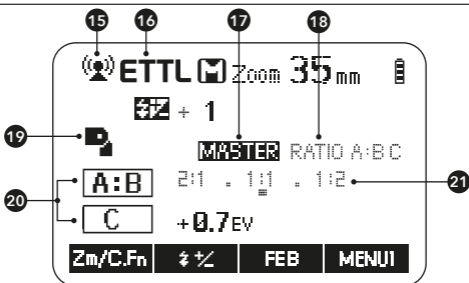 15 16 17 18
ETTL M Zoom 35mm
+ 1
19
MASTER RATIO A:B C
20 A:B 2:1 . 1:1 . 1:2 21
C +0.7EV
Zm/C.Fn +/- FEB MENU1